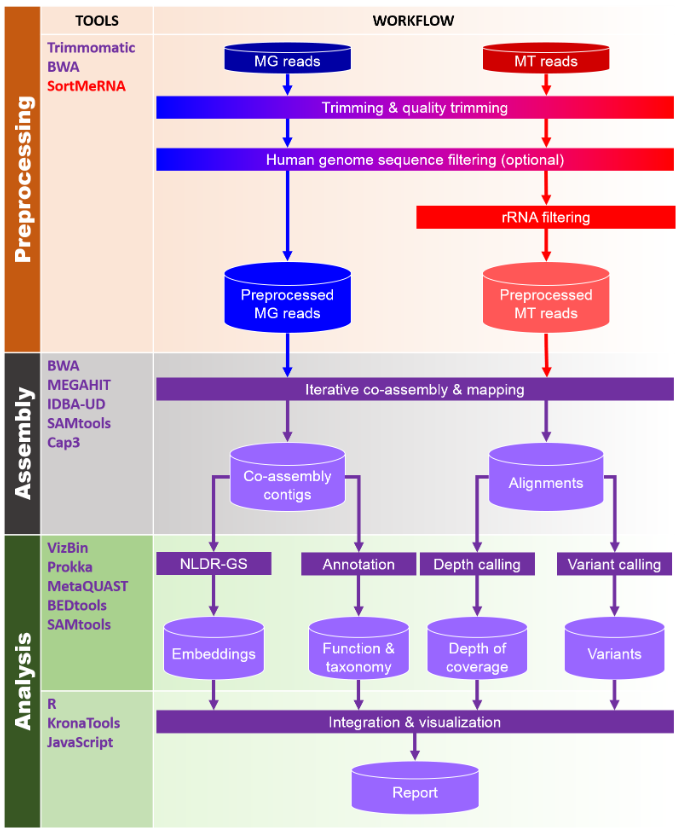 TOOLS
WORKFLOW
Preprocessing
Trimmomatic
BWA
SortMeRNA
MG reads
MT reads
Trimming & quality trimming
Human genome sequence filtering (optional)
rRNA filtering
Preprocessed
MG reads
Preprocessed
MT reads
Assembly
BWA
MEGAHIT
IDBA-UD
SAMtools
Cap3
Iterative co-assembly & mapping
Co-assembly
contigs
Alignments
Analysis
VizBin
Prokka
MetaQUAST
BEDtools
SAMtools
NLDR-GS
Annotation
Depth calling
Variant calling
Embeddings
Function &
taxonomy
Depth of
coverage
Variants
R
KronaTools
JavaScript
Integration & visualization
Report